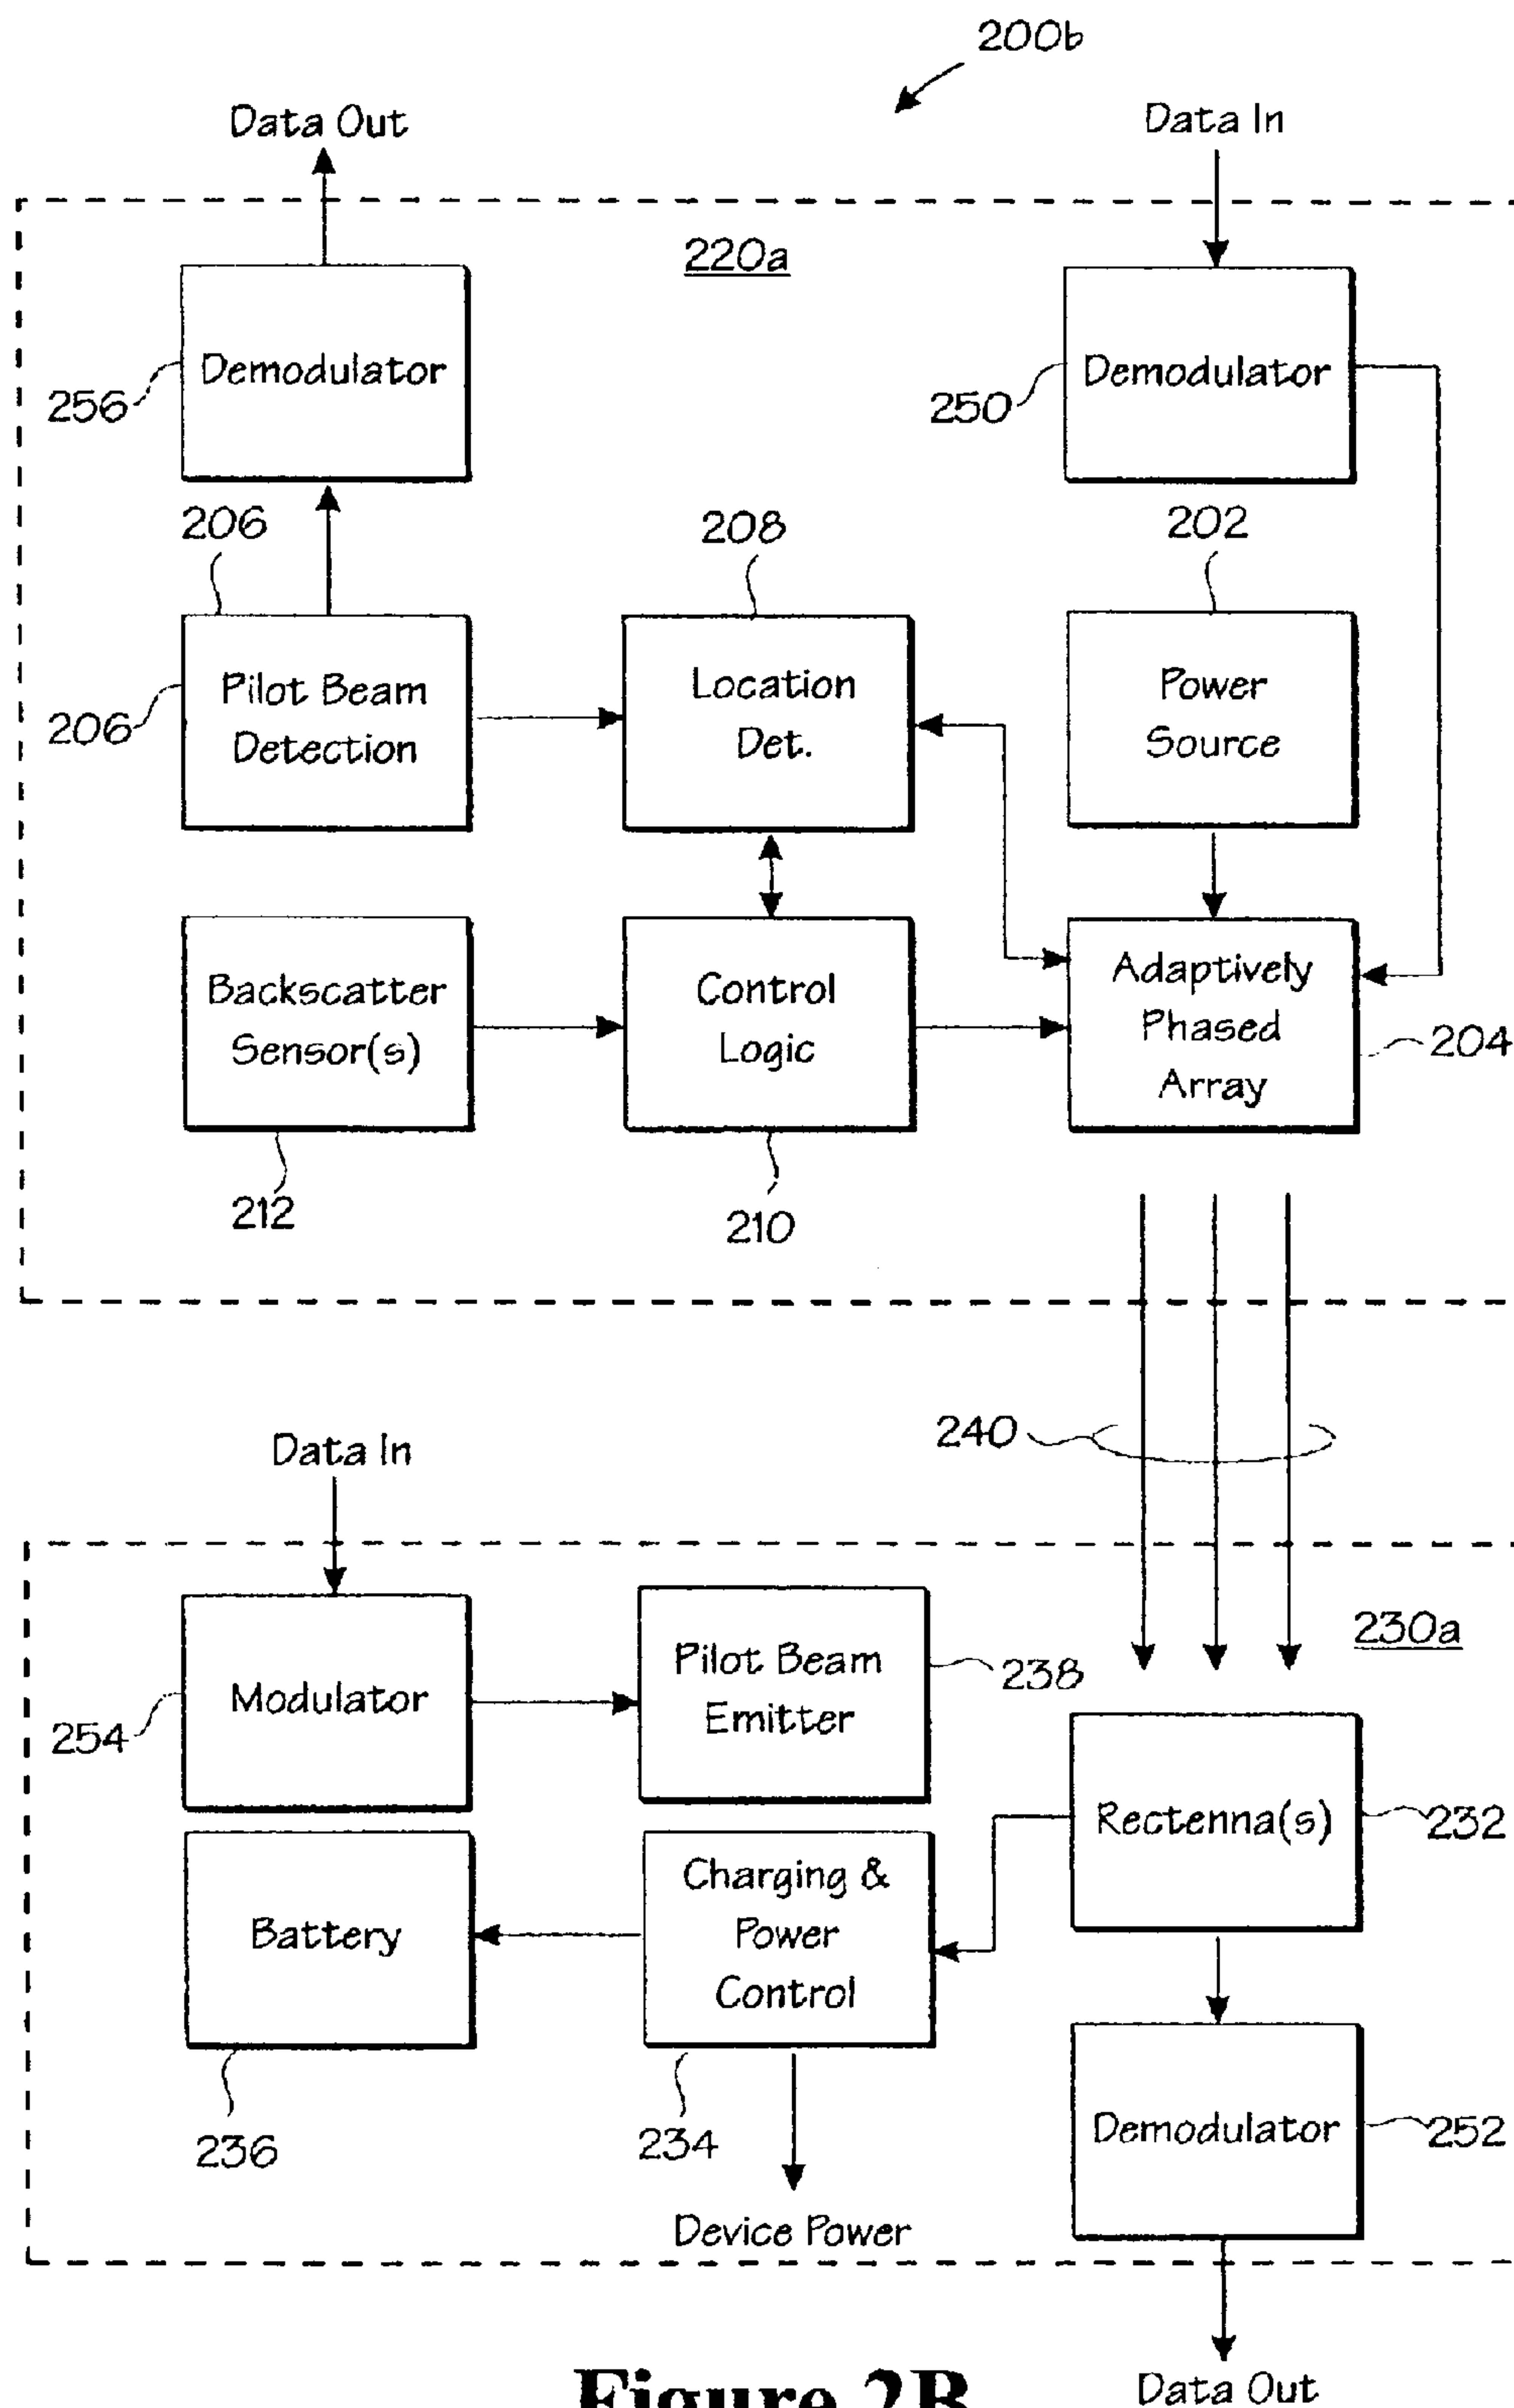 200b
Data Out
Data In
220a
Demodulator
256
Demodulator
250
206
208
202
Pilot Beam
Detection
206
Location
Det.
Power
Source
Backscatter
Sensor(s)
Control
Logic
Adaptively
Phased
Array
204
212
210
240
Data In
230a
Modulator
254
Pilot Beam
Emitter
238
Rectenna(s)
232
Battery
Charging &
Power
Control
236
234
Demodulator
252
Device Power
Data Out
Figure 2B